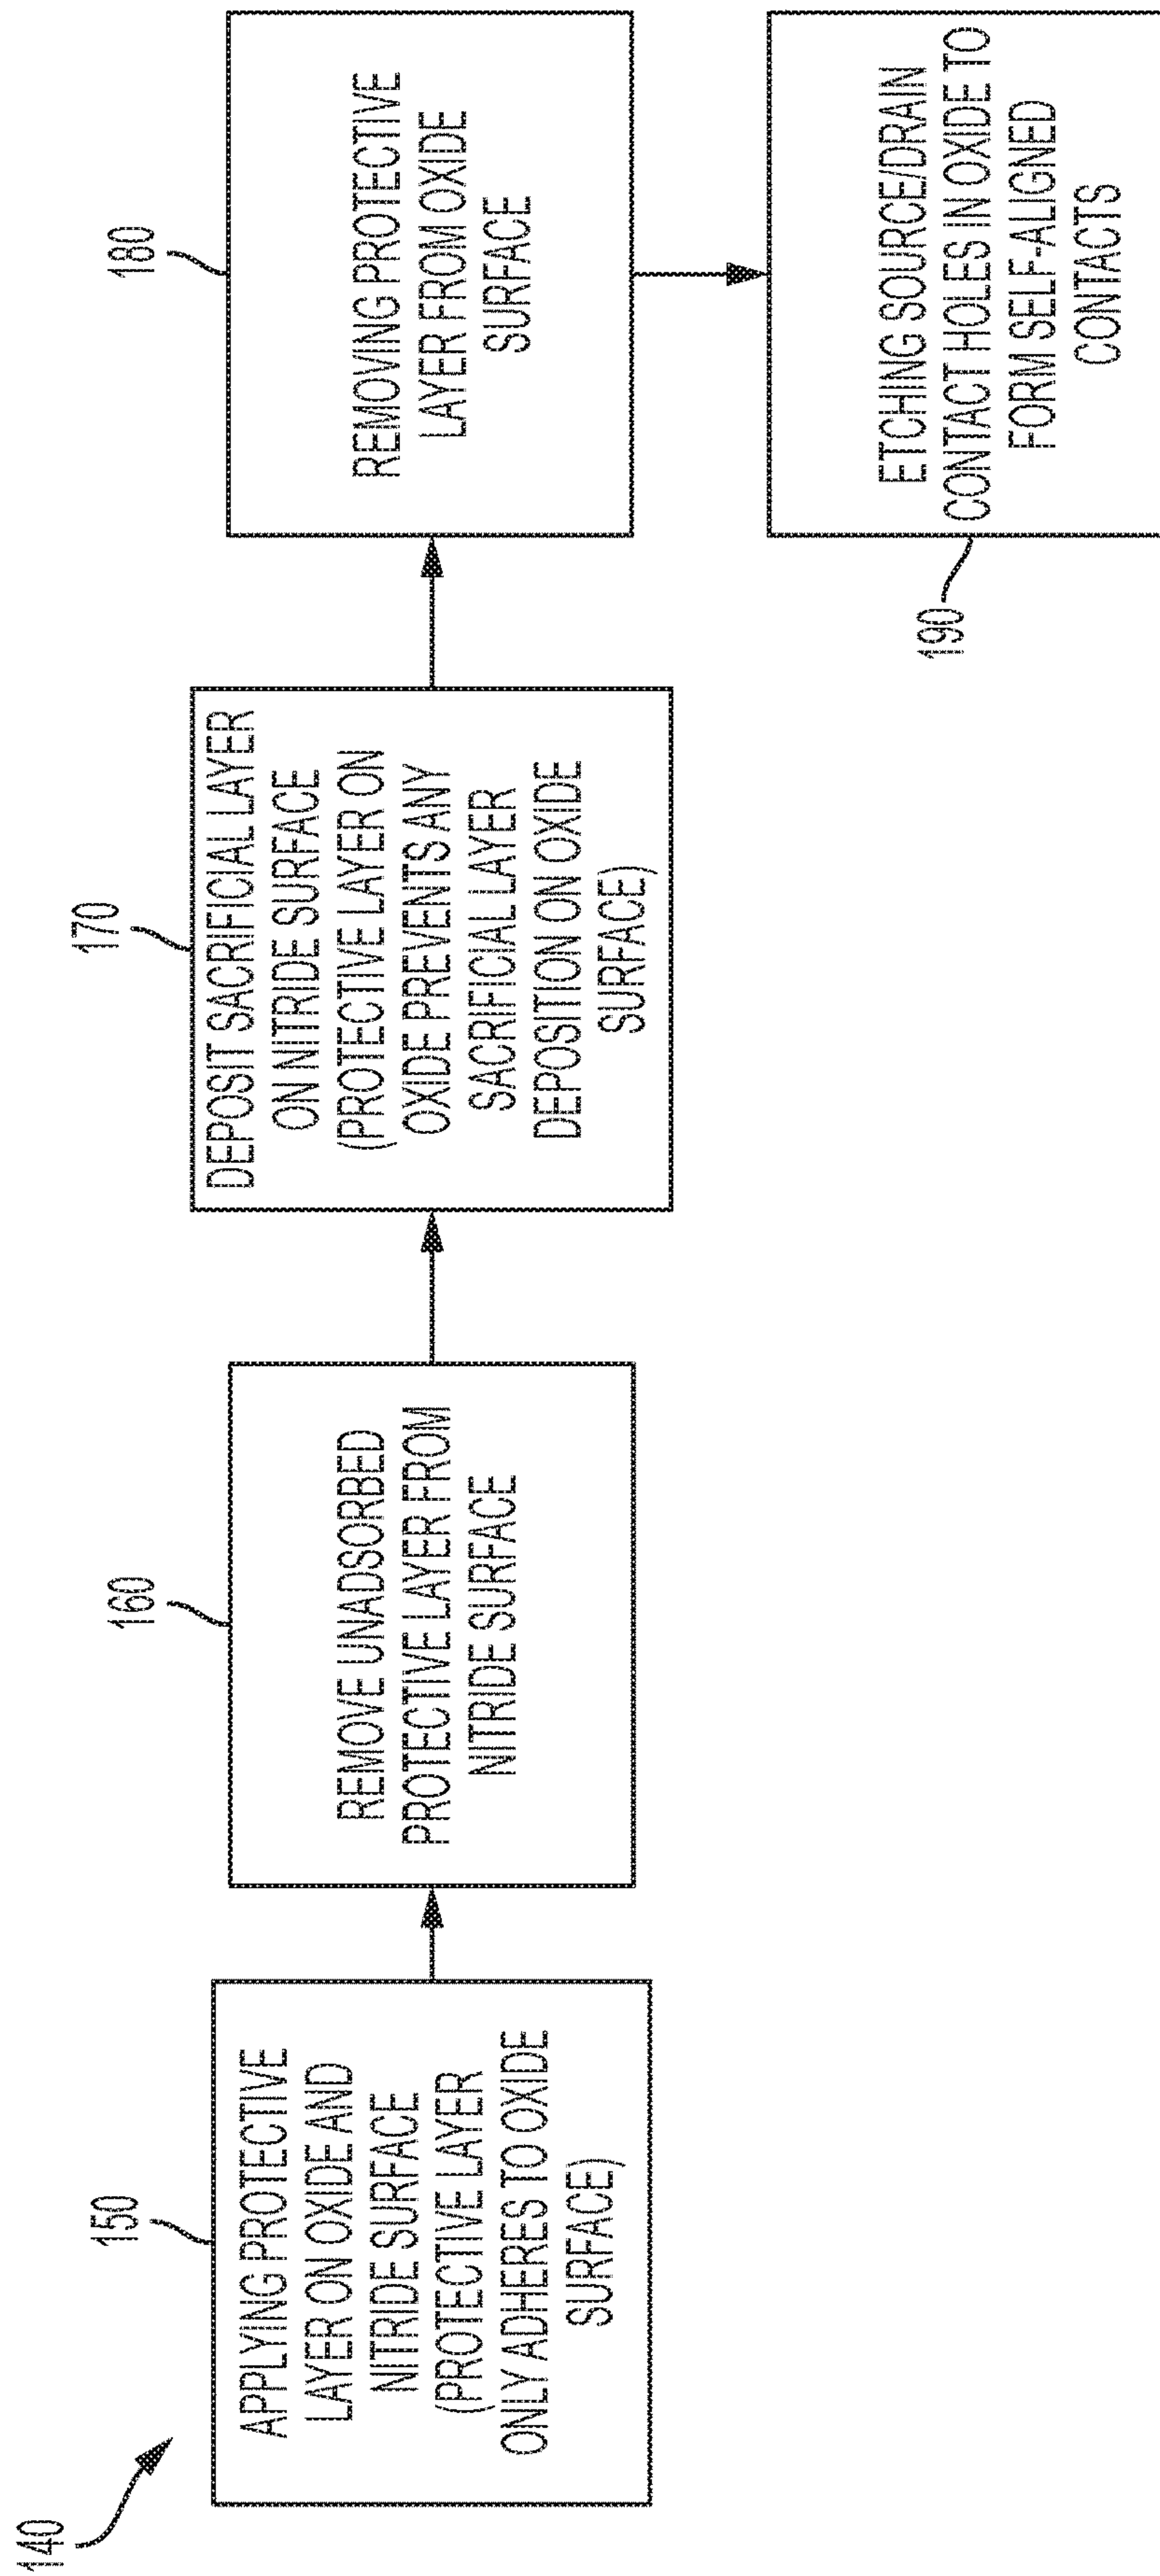 140
150
APPLYING PROTECTIVE
LAYER ON OXIDE AND
NITRIDE SURFACE
(PROTECTIVE LAYER
ONLY ADHERES TO OXIDE
SURFACE)
160
REMOVE UNADSORBED
PROTECTIVE LAYER FROM
NITRIDE SURFACE
170
DEPOSIT SACRIFICIAL LAYER
ON NITRIDE SURFACE
(PROTECTIVE LAYER ON
OXIDE PREVENTS ANY
SACRIFICIAL LAYER
DEPOSITION ON OXIDE
SURFACE)
180
REMOVING PROTECTIVE
LAYER FROM OXIDE
SURFACE
190
ETCHING SOURCE/DRAIN
CONTACT HOLES IN OXIDE TO
FORM SELF-ALIGNED
CONTACTS